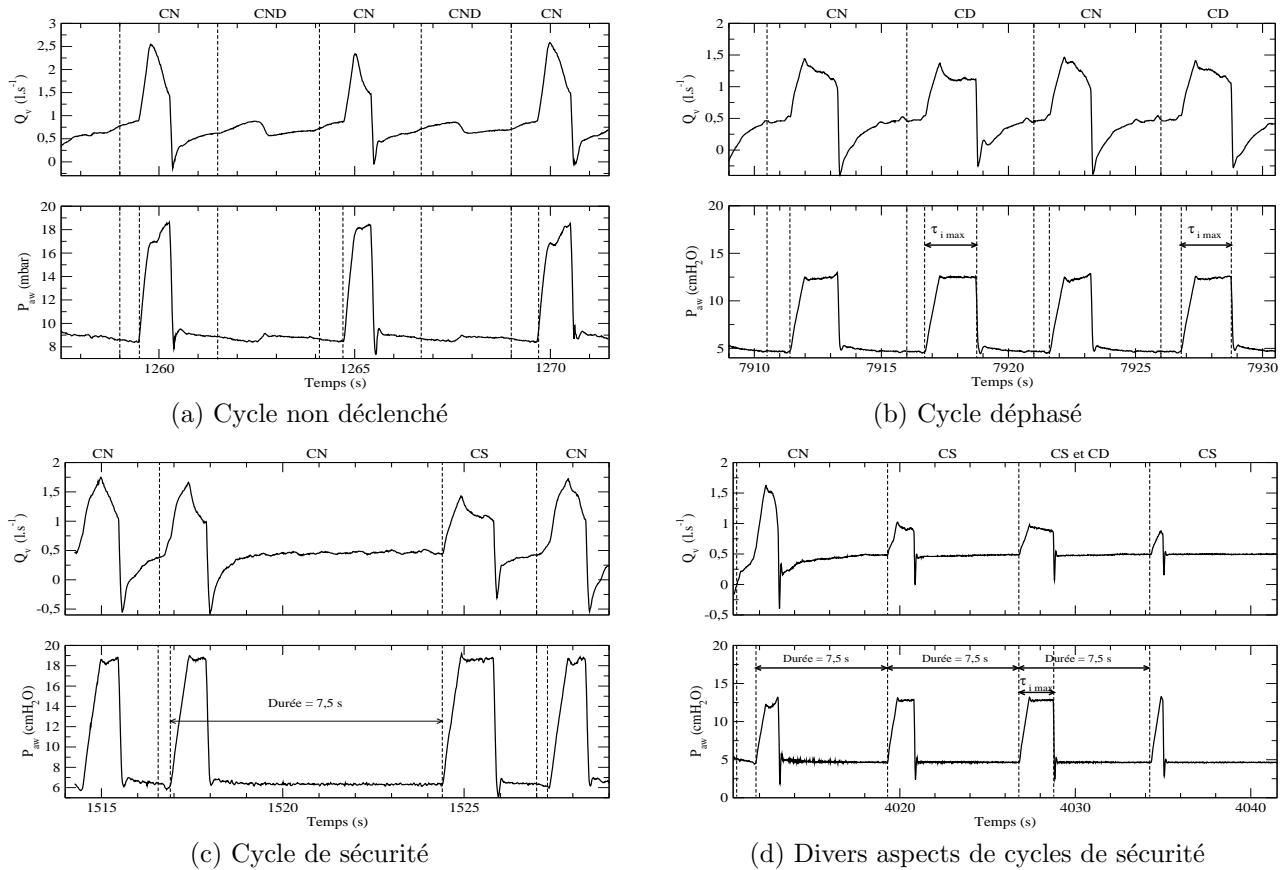 CN CND CN CND CN
3
2,5
2
1,5
1
0,5
0
Q_v (l.s⁻¹)
20
18
16
14
12
10
8
P_aw (mbar)
1260 1265 1270
Temps (s)
(a) Cycle non déclenché
CN CD CN CD
2
1,5
1
0,5
0
Q_v (l.s⁻¹)
20
15
10
5
P_aw (cmH₂O)
τ i max τ i max
7910 7915 7920 7925 7930
Temps (s)
(b) Cycle déphasé
CN CN CS CN
2
1,5
1
0,5
0
-0,5
Q_v (l.s⁻¹)
20
18
16
14
12
10
8
6
P_aw (cmH₂O)
Durée = 7,5 s
1515 1520 1525
Temps (s)
(c) Cycle de sécurité
CN CS CS et CD CS
2
1,5
1
0,5
0
-0,5
Q_v (l.s⁻¹)
20
15
10
5
0
P_aw (cmH₂O)
Durée = 7,5 s Durée = 7,5 s Durée = 7,5 s
τ i max
4020 4030 4040
Temps (s)
(d) Divers aspects de cycles de sécurité